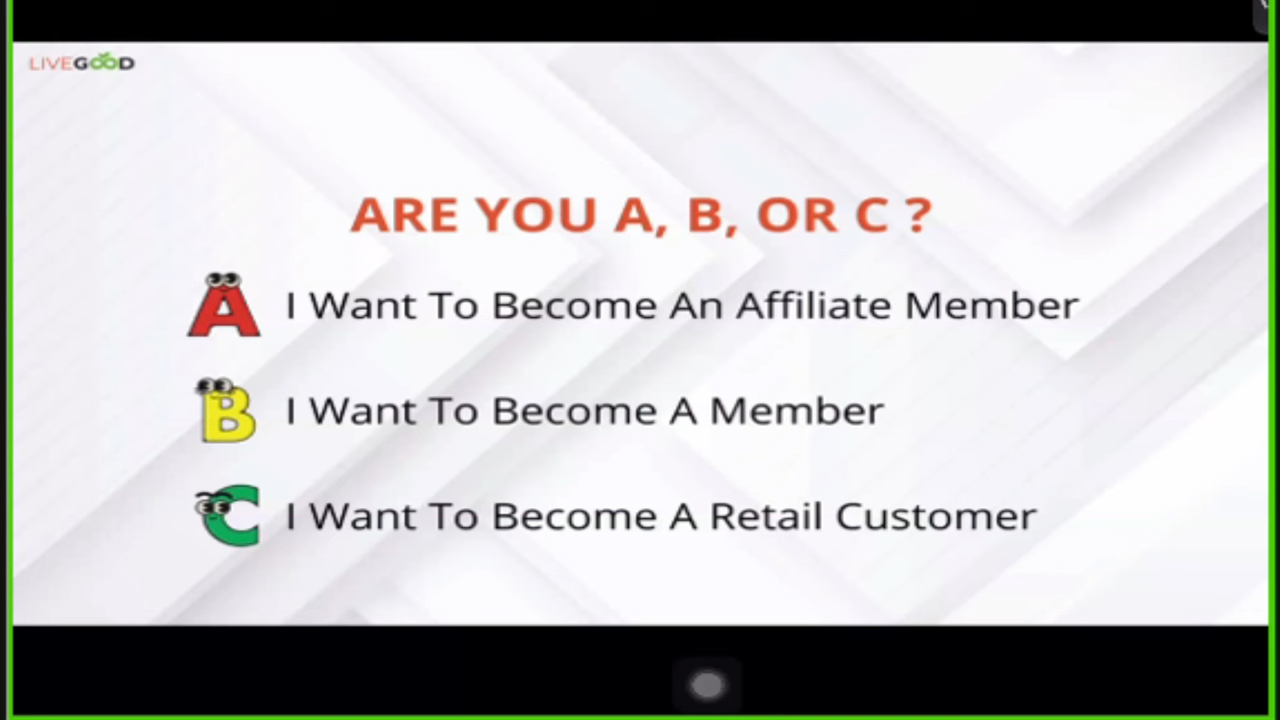 LIVEGOOD
ARE YOU A, B, OR C ?
A I Want To Become An Affiliate Member
B I Want To Become A Member
C I Want To Become A Retail Customer